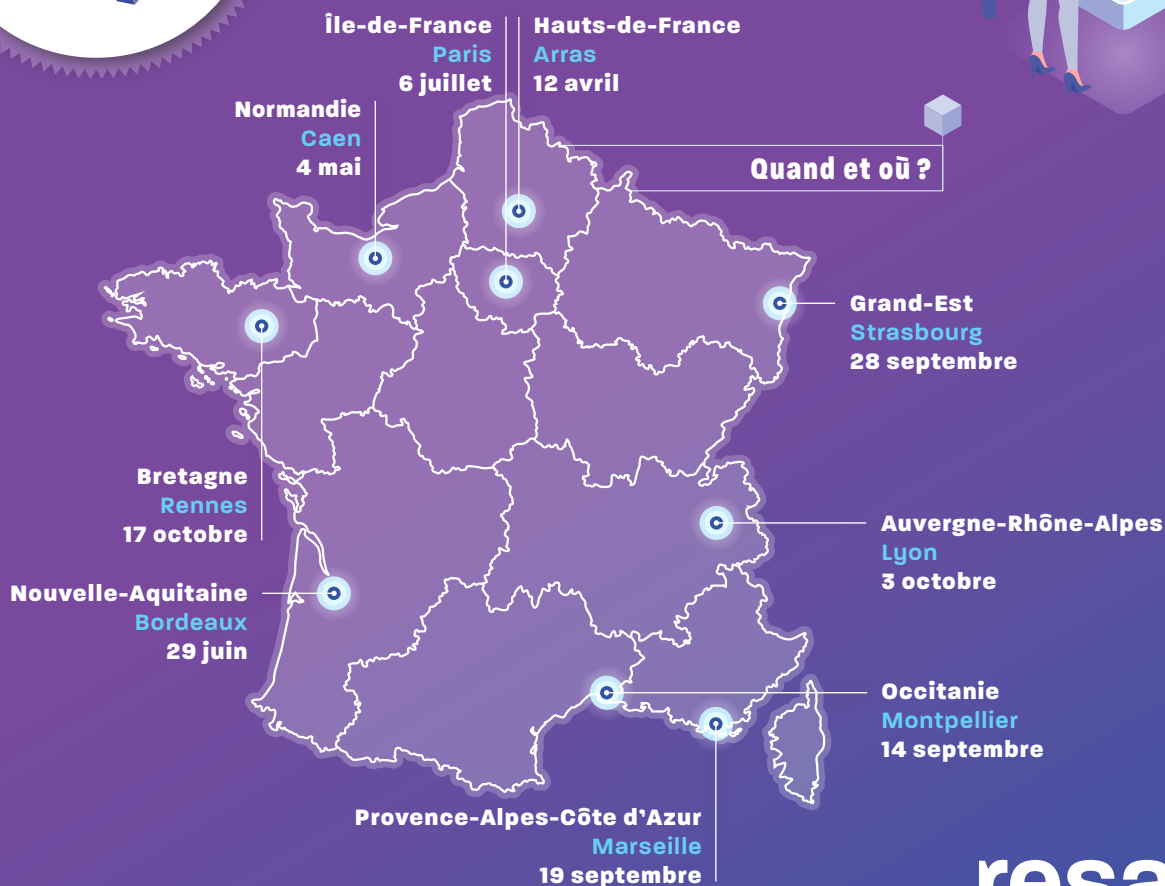 Île-de-France
Paris
6 juillet
Hauts-de-France
Arras
12 avril
Normandie
Caen
4 mai
Quand et où ?
Grand-Est
Strasbourg
28 septembre
Bretagne
Rennes
17 octobre
Auvergne-Rhône-Alpes
Lyon
3 octobre
Nouvelle-Aquitaine
Bordeaux
29 juin
Occitanie
Montpellier
14 septembre
Provence-Alpes-Côte d’Azur
Marseille
19 septembre